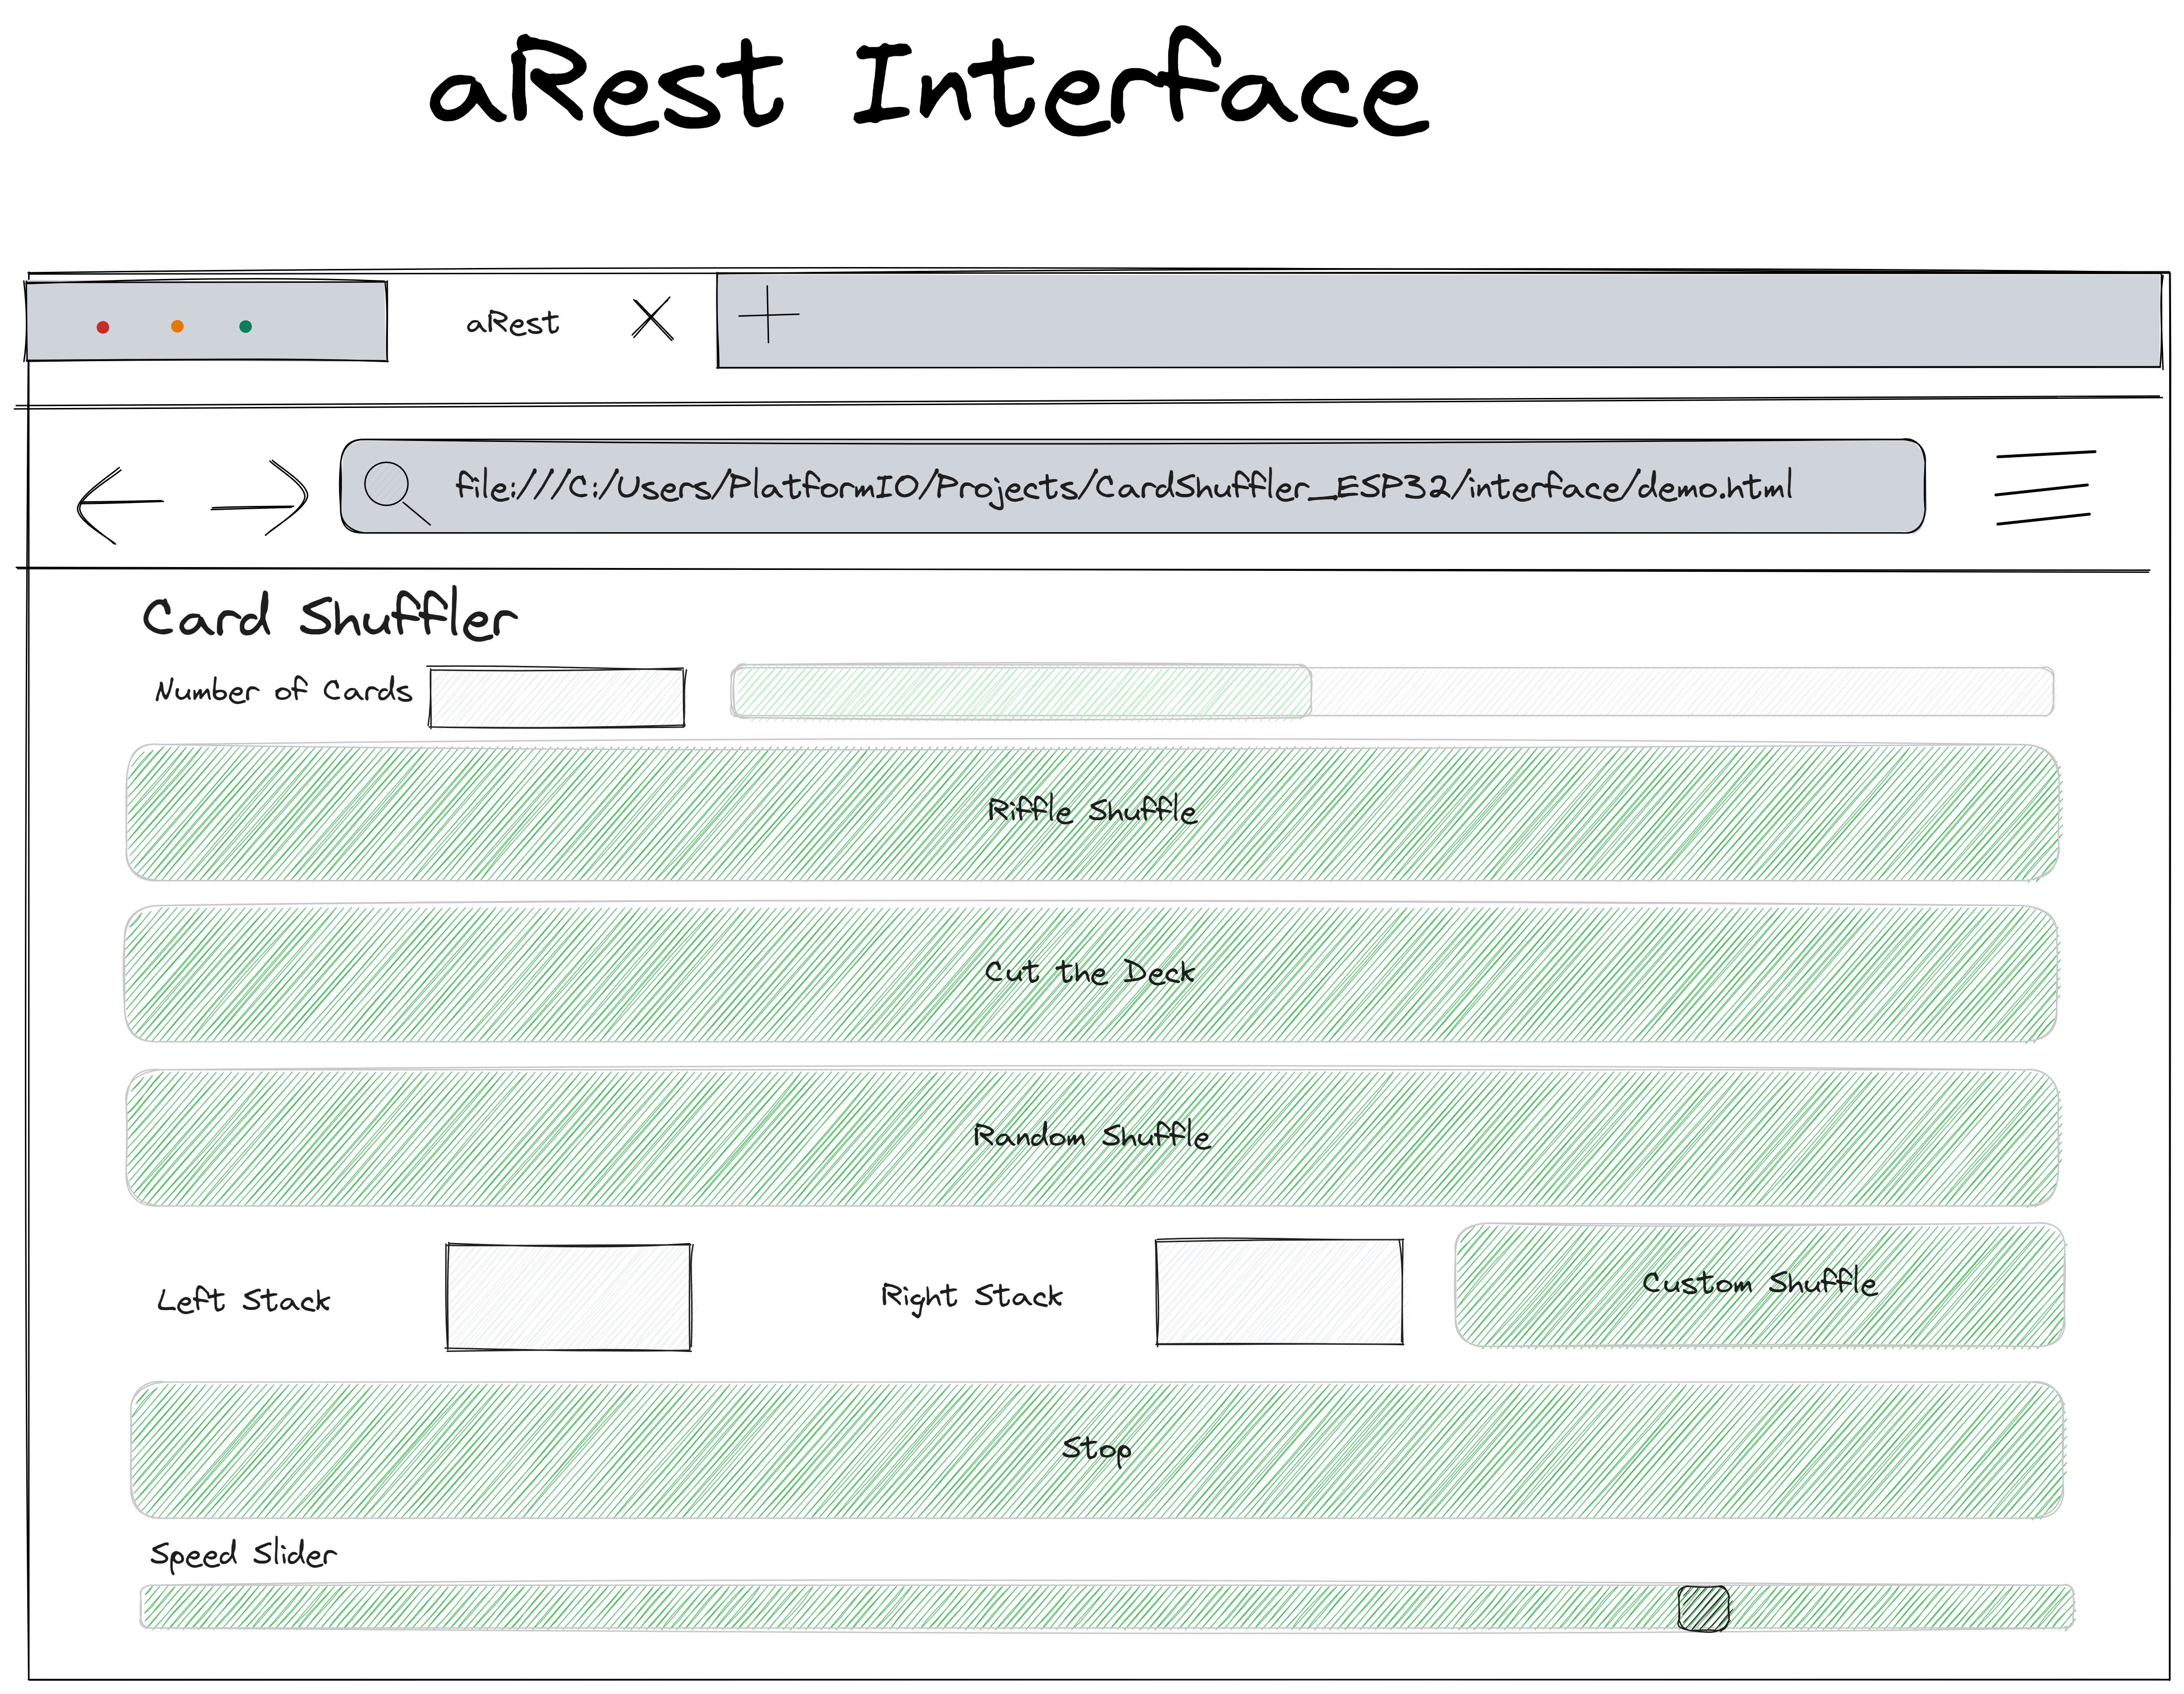 aRest Interface
aRest
file:///C:/Users/PlatformIO/Projects/CardShuffler_ESP32/interface/demo.html
Card Shuffler
Number of Cards
Riffle Shuffle
Cut the Deck
Random Shuffle
Left Stack
Right Stack
Custom Shuffle
Stop
Speed Slider